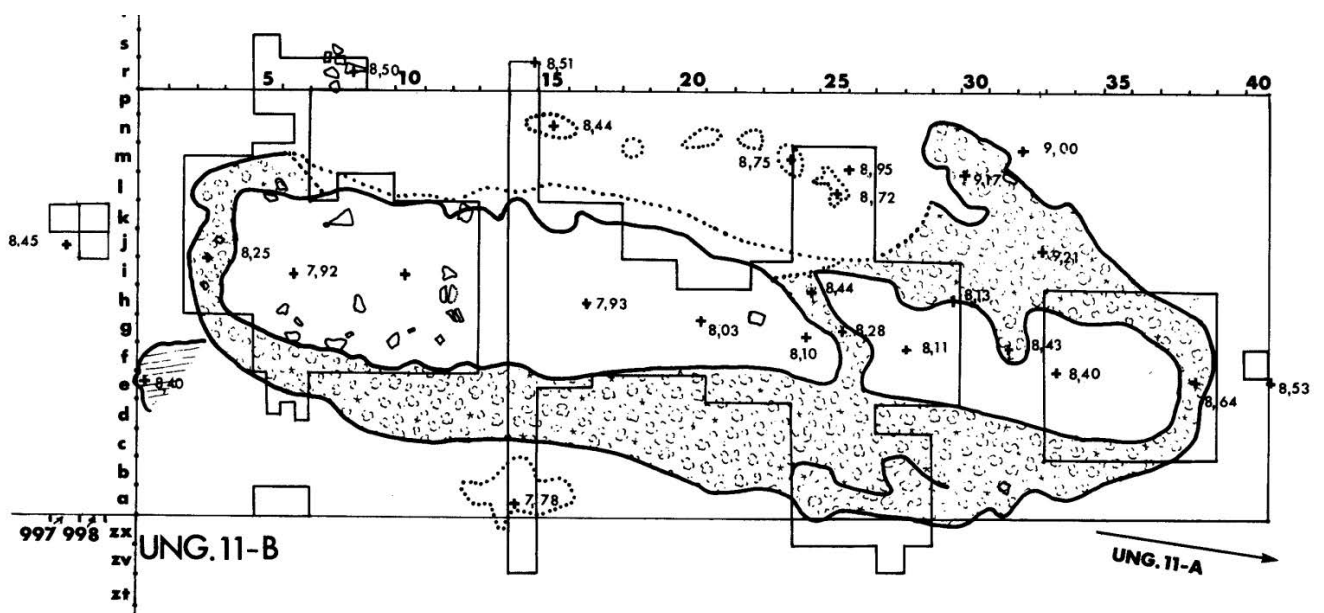 s
r
p
n
m
l
k
j
i
h
g
f
e
d
c
b
a
zx
zv
zt
5
10
15
20
25
30
35
40
8,50
8,51
8,44
8,75
8,95
8,72
9,00
9,17
8,45
8,25
7,92
9,21
7,93
8,44
8,13
8,03
8,28
8,10
8,11
8,43
8,40
8,40
8,64
8,53
7,78
997 998
UNG. 11-B
UNG. 11-A